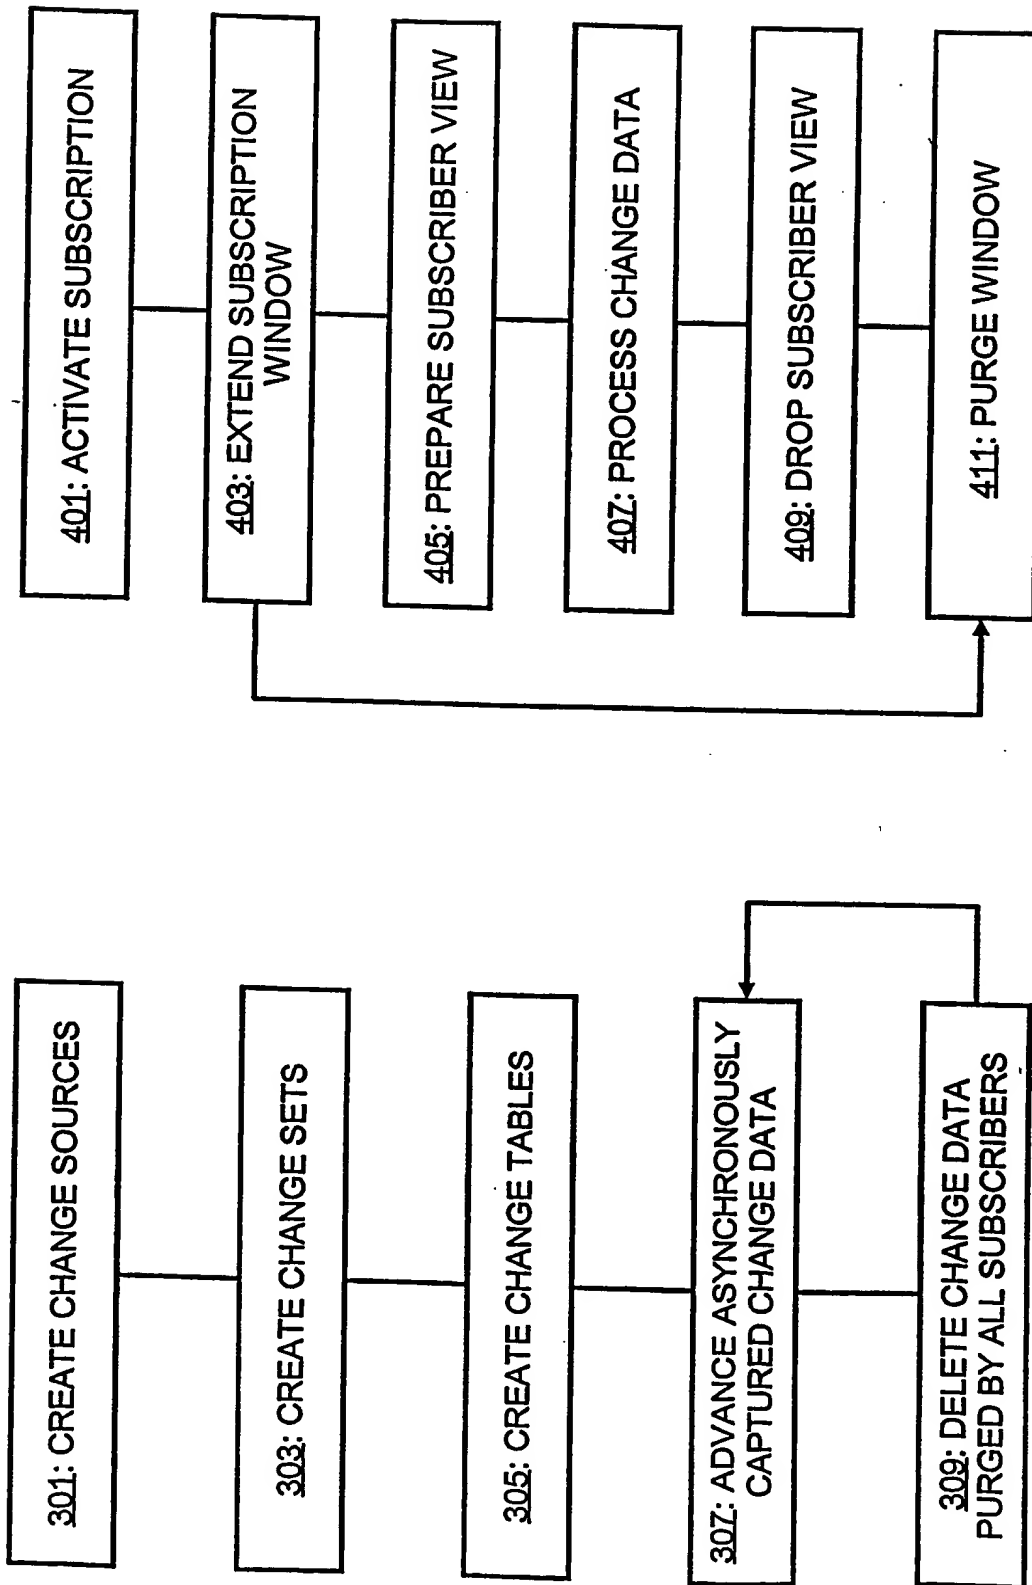 301: CREATE CHANGE SOURCES
303: CREATE CHANGE SETS
305: CREATE CHANGE TABLES
307: ADVANCE ASYNCHRONOUSLY
CAPTURED CHANGE DATA
309: DELETE CHANGE DATA
PURGED BY ALL SUBSCRIBERS
401: ACTIVATE SUBSCRIPTION
403: EXTEND SUBSCRIPTION
WINDOW
405: PREPARE SUBSCRIBER VIEW
407: PROCESS CHANGE DATA
409: DROP SUBSCRIBER VIEW
411: PURGE WINDOW